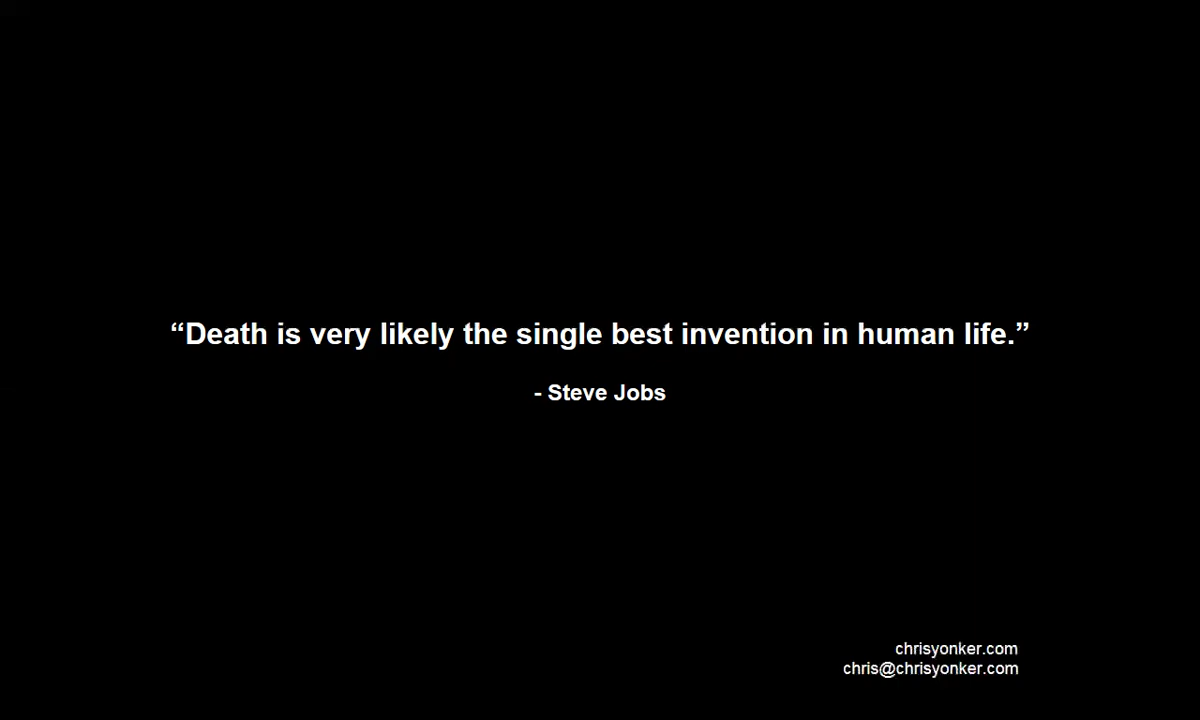 “Death is very likely the single best invention in human life.”
- Steve Jobs
chrisyonker.com
chris@chrisyonker.com